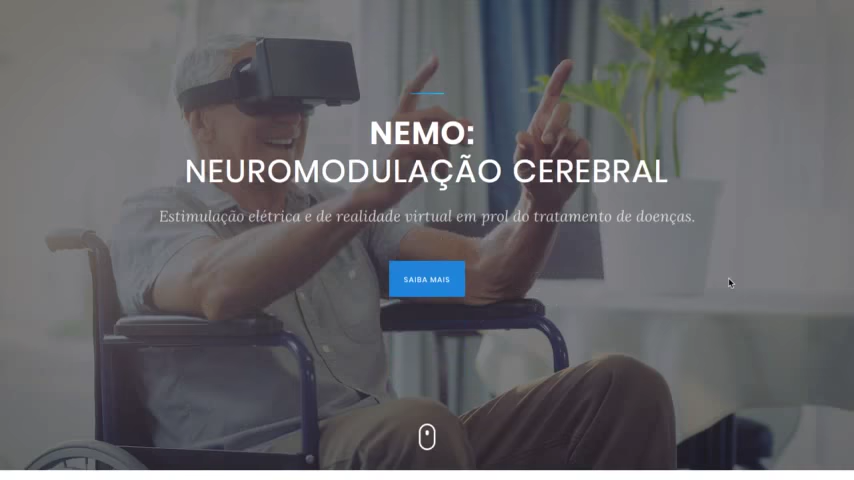 NEMO:
NEUROMODULAÇÃO CEREBRAL
Estimulação elétrica e de realidade virtual em prol do tratamento de doenças.
SAIBA MAIS